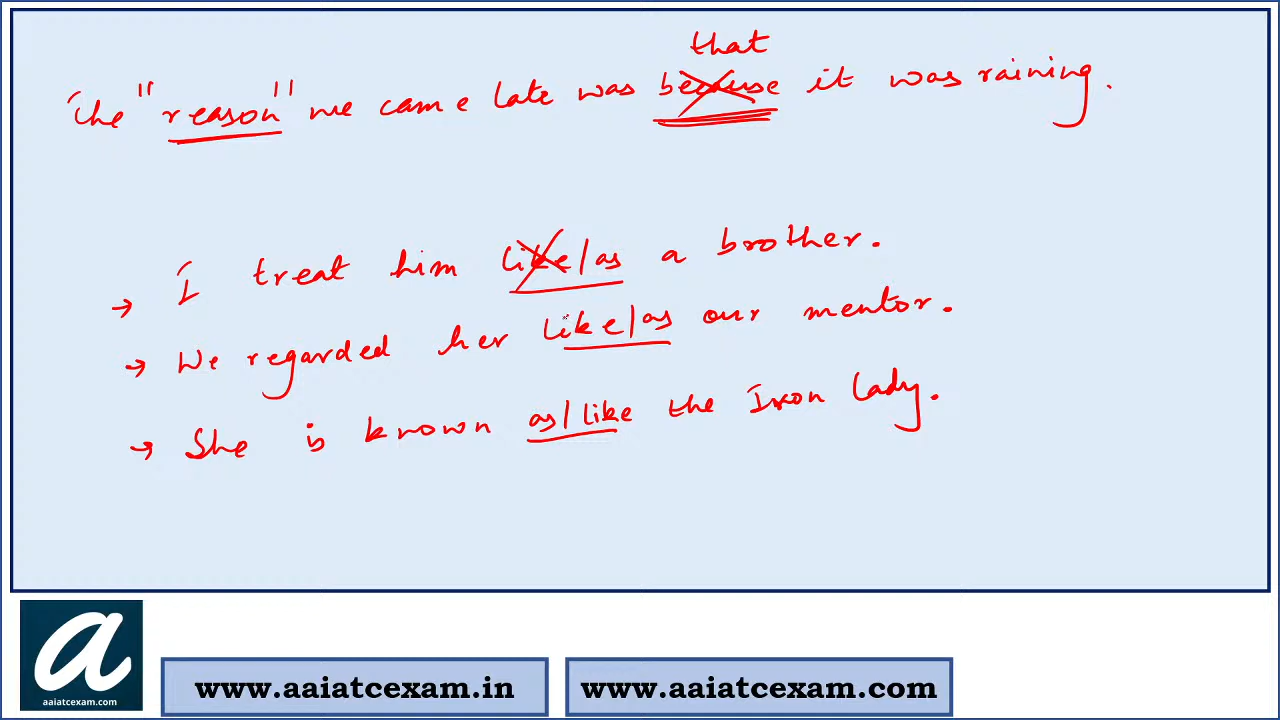 that
The "reason" we came late was because it was raining.
→ I treat him like/as a brother.
→ We regarded her like/as our mentor.
→ She is known as/like the Iron lady.
a
aaiatcexam.com
www.aaiatcexam.in
www.aaiatcexam.com